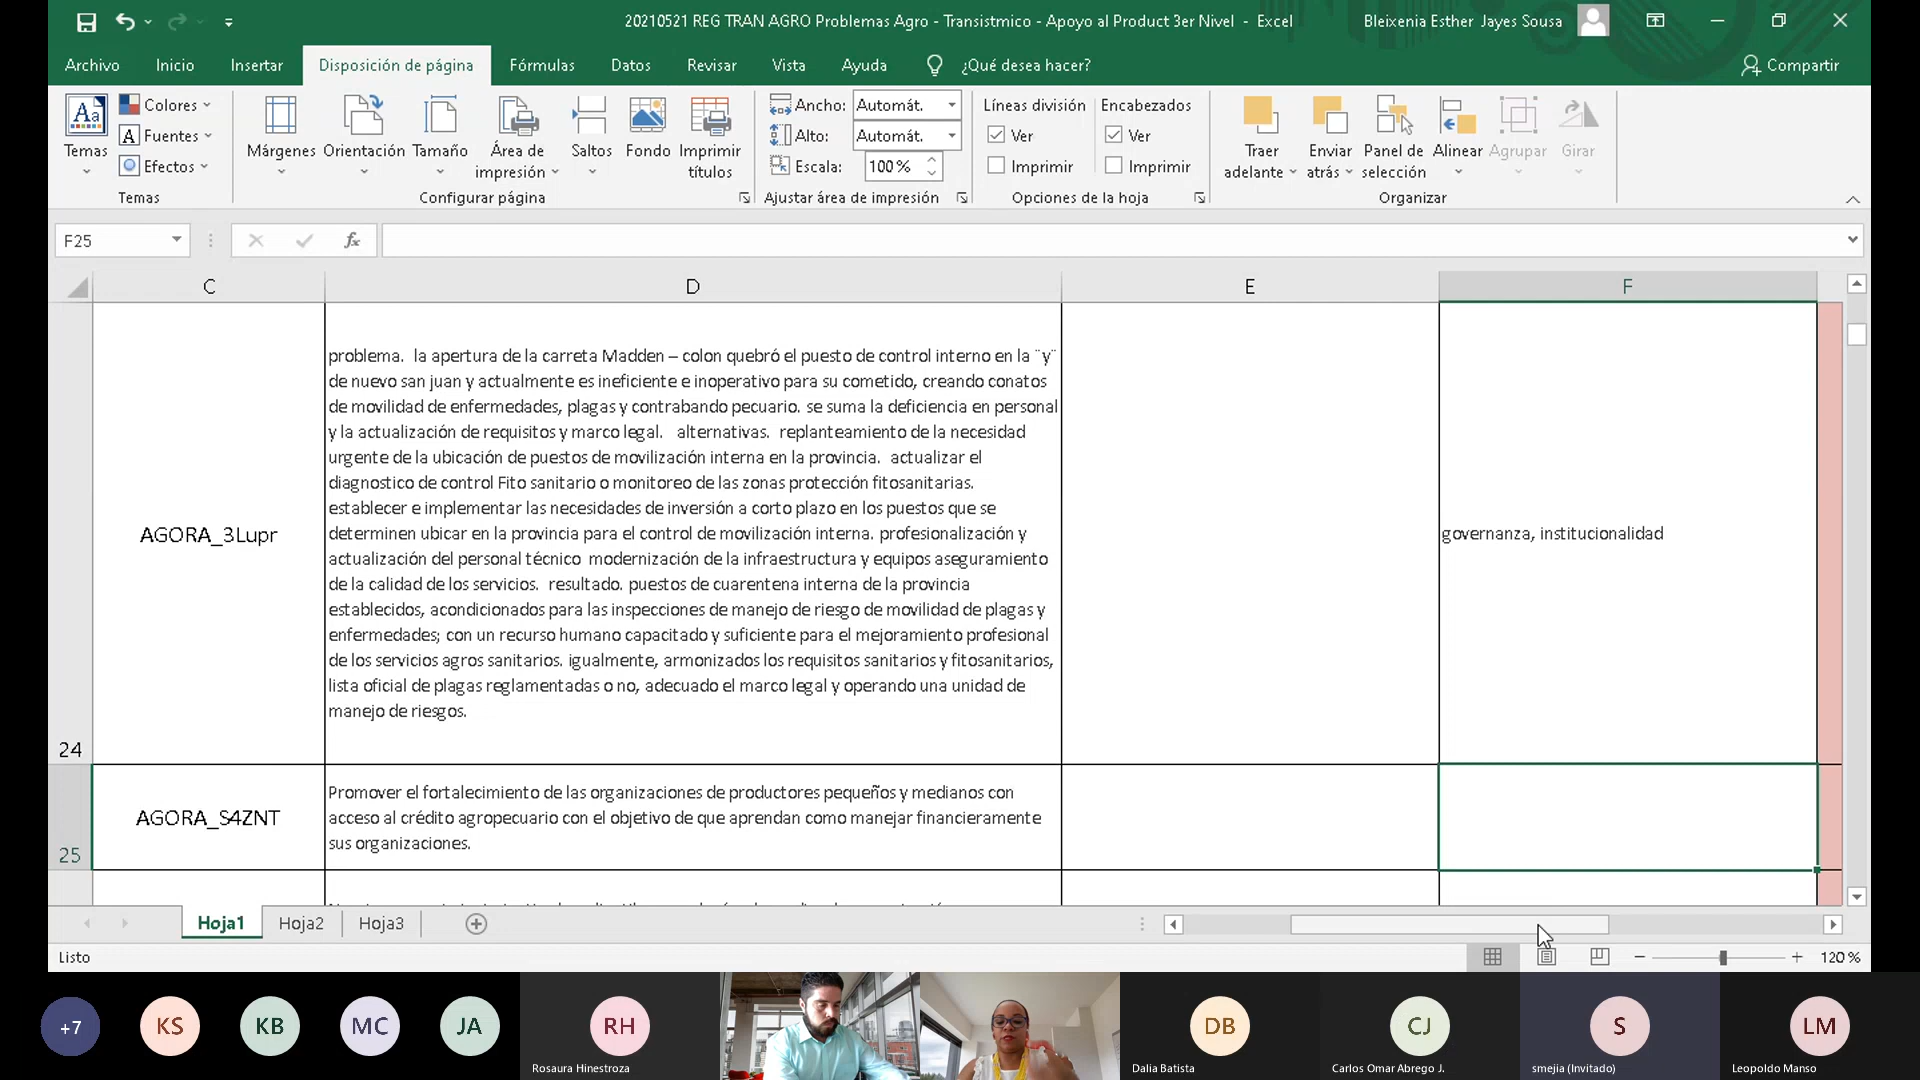 20210521 REG TRAN AGRO Problemas Agro - Transistmico - Apoyo al Product 3er Nivel - Excel
Bleixenia Esther Jayes Sousa
Archivo
Inicio
Insertar
Disposición de página
Fórmulas
Datos
Revisar
Vista
Ayuda
¿Qué desea hacer?
Compartir
Aa
Temas
Colores
A Fuentes
Efectos
Temas
Márgenes
Orientación
Tamaño
Área de impresión
Saltos
Fondo
Imprimir títulos
Configurar página
Ancho: Automát.
Alto: Automát.
Escala: 100 %
Ajustar área de impresión
Líneas división
Ver
Imprimir
Encabezados
Ver
Imprimir
Opciones de la hoja
Traer adelante
Enviar atrás
Panel de selección
Alinear
Agrupar
Girar
Organizar
F25
fx
C
D
E
F
problema. la apertura de la carreta Madden – colon quebró el puesto de control interno en la ¨y¨
de nuevo san juan y actualmente es ineficiente e inoperativo para su cometido, creando conatos
de movilidad de enfermedades, plagas y contrabando pecuario. se suma la deficiencia en personal
y la actualización de requisitos y marco legal. alternativas. replanteamiento de la necesidad
urgente de la ubicación de puestos de movilización interna en la provincia. actualizar el
diagnostico de control Fito sanitario o monitoreo de las zonas protección fitosanitarias.
establecer e implementar las necesidades de inversión a corto plazo en los puestos que se
determinen ubicar en la provincia para el control de movilización interna. profesionalización y
actualización del personal técnico modernización de la infraestructura y equipos aseguramiento
de la calidad de los servicios. resultado. puestos de cuarentena interna de la provincia
establecidos, acondicionados para las inspecciones de manejo de riesgo de movilidad de plagas y
enfermedades; con un recurso humano capacitado y suficiente para el mejoramiento profesional
de los servicios agros sanitarios. igualmente, armonizados los requisitos sanitarios y fitosanitarios,
lista oficial de plagas reglamentadas o no, adecuado el marco legal y operando una unidad de
manejo de riesgos.
AGORA_3Lupr
governanza, institucionalidad
24
AGORA_S4ZNT
Promover el fortalecimiento de las organizaciones de productores pequeños y medianos con
acceso al crédito agropecuario con el objetivo de que aprendan como manejar financieramente
sus organizaciones.
25
Hoja1
Hoja2
Hoja3
Listo
120 %
+7
KS
KB
MC
JA
RH
Rosaura Hinestroza
DB
Dalia Batista
CJ
Carlos Omar Abrego J.
S
smejia (Invitado)
LM
Leopoldo Manso